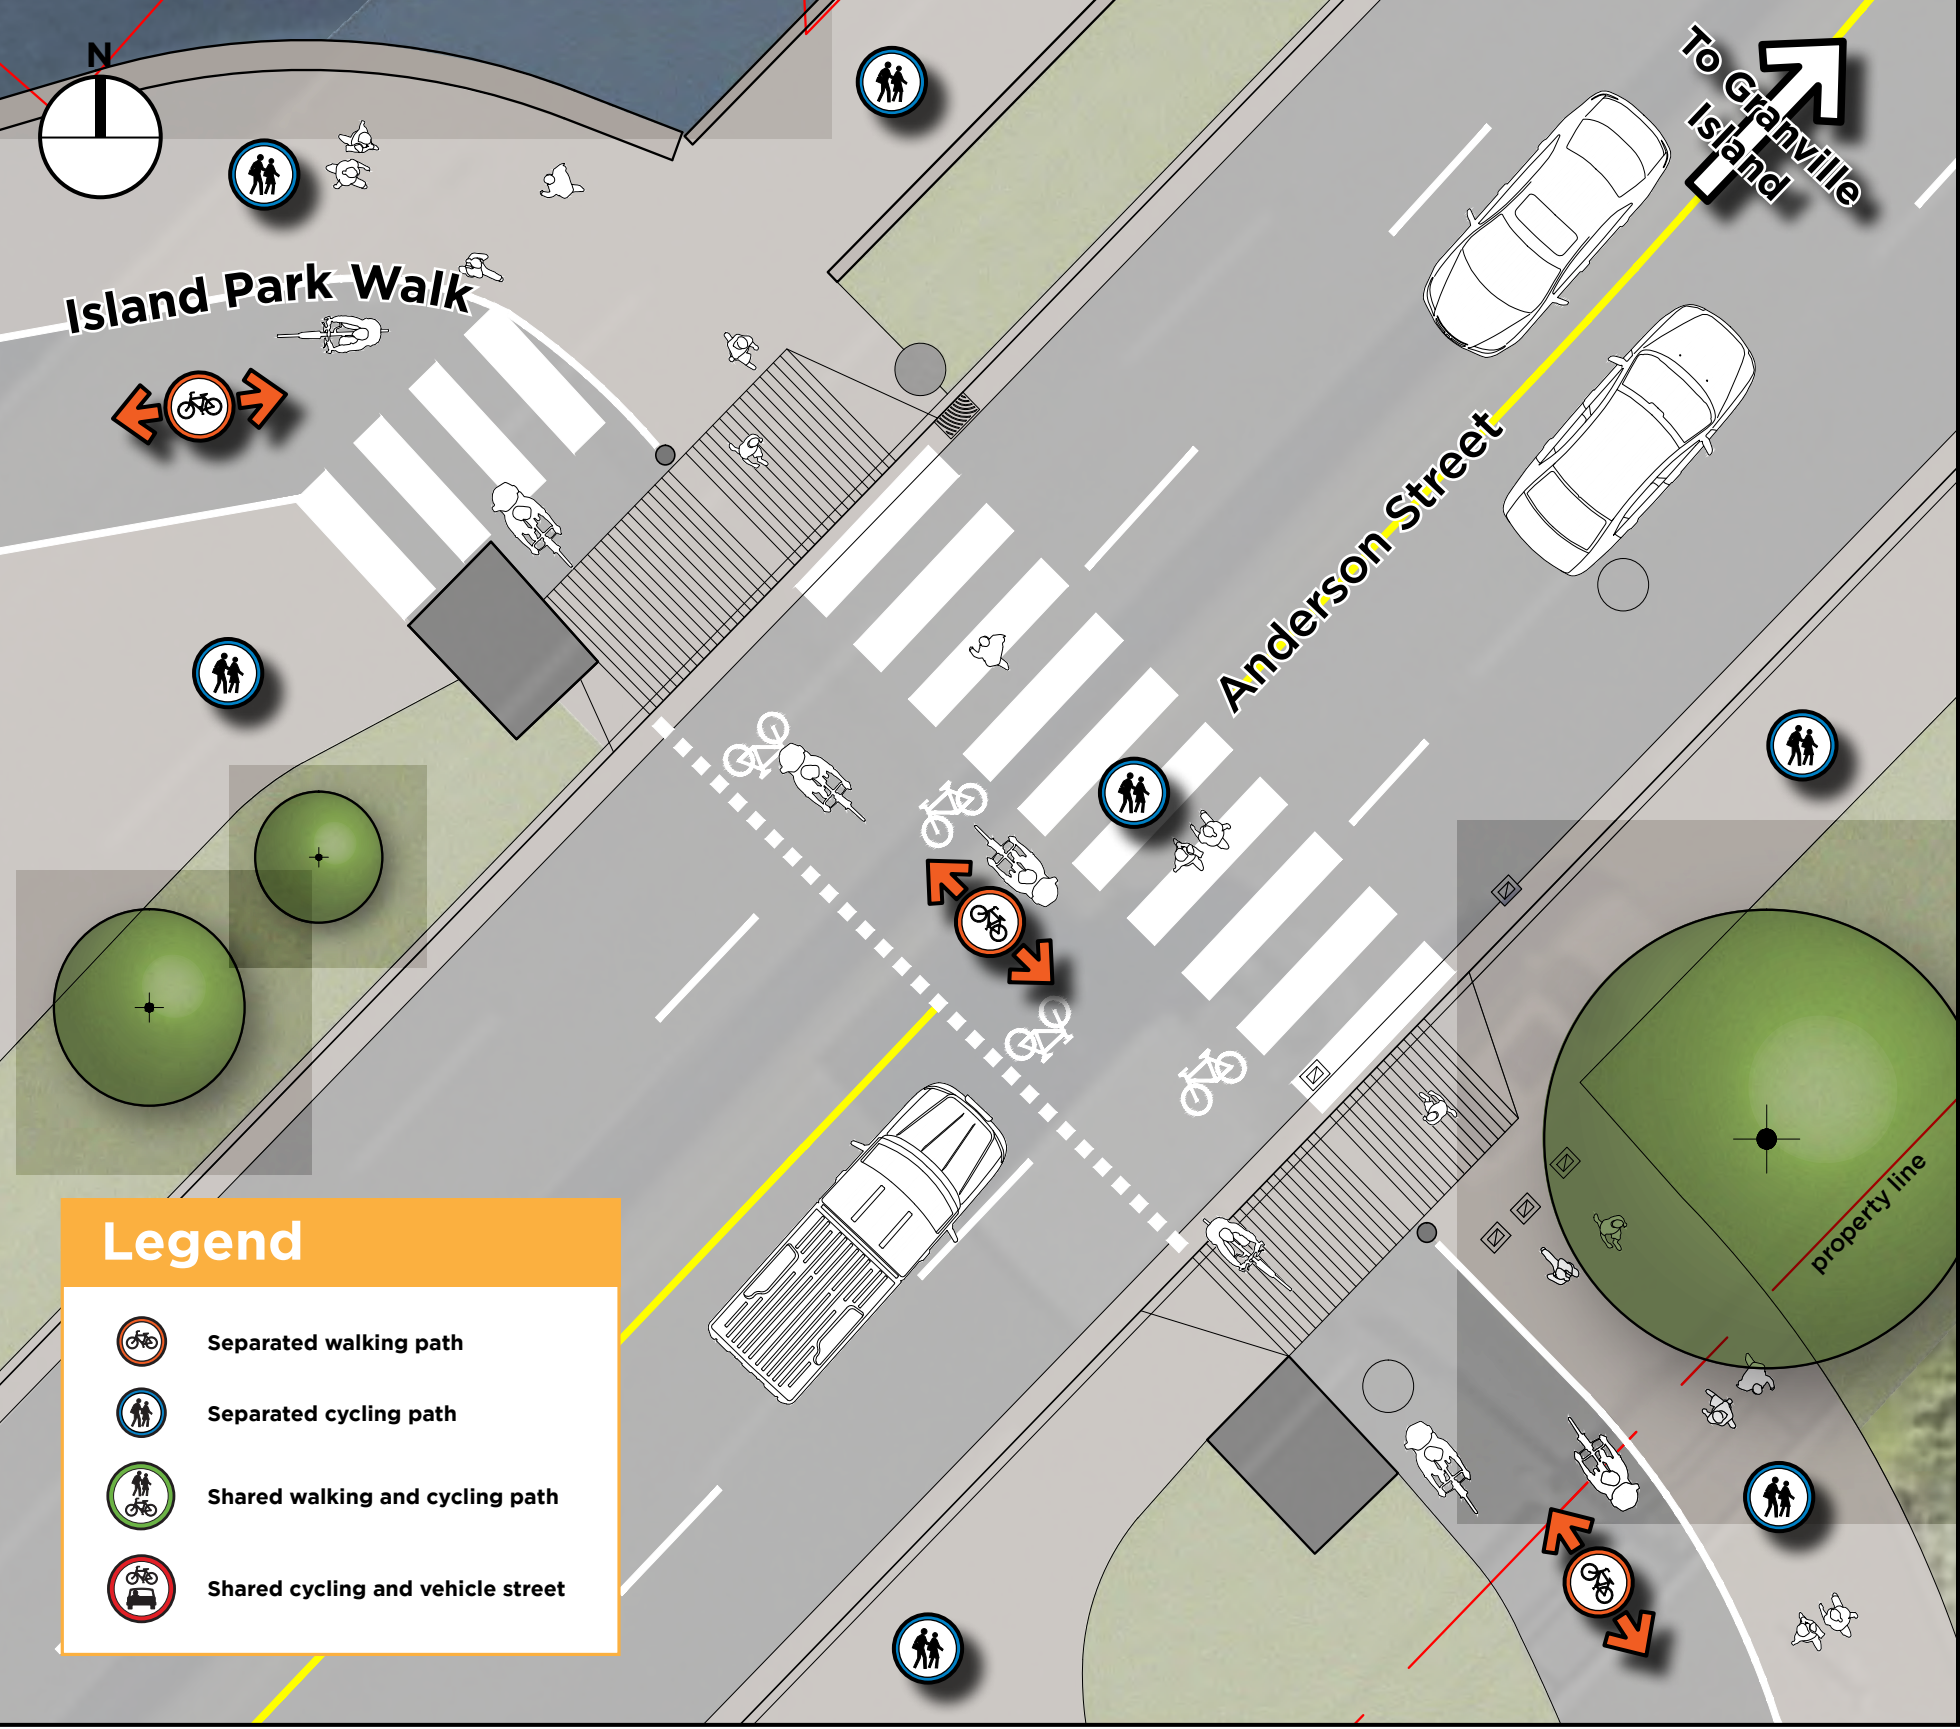 N
To Granville
Island
Island Park Walk
Anderson Street
property line
Legend
Separated walking path
Separated cycling path
Shared walking and cycling path
Shared cycling and vehicle street